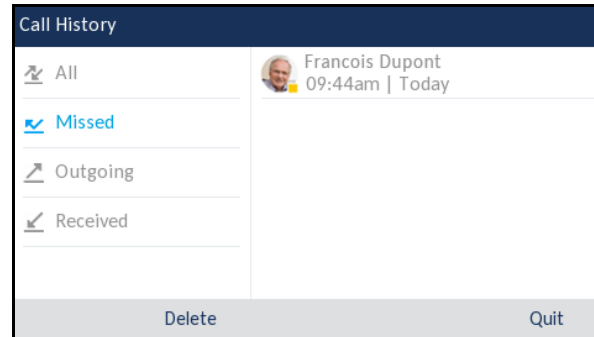 Call History
All
Missed
Outgoing
Received
Francois Dupont
09:44am | Today
Delete
Quit